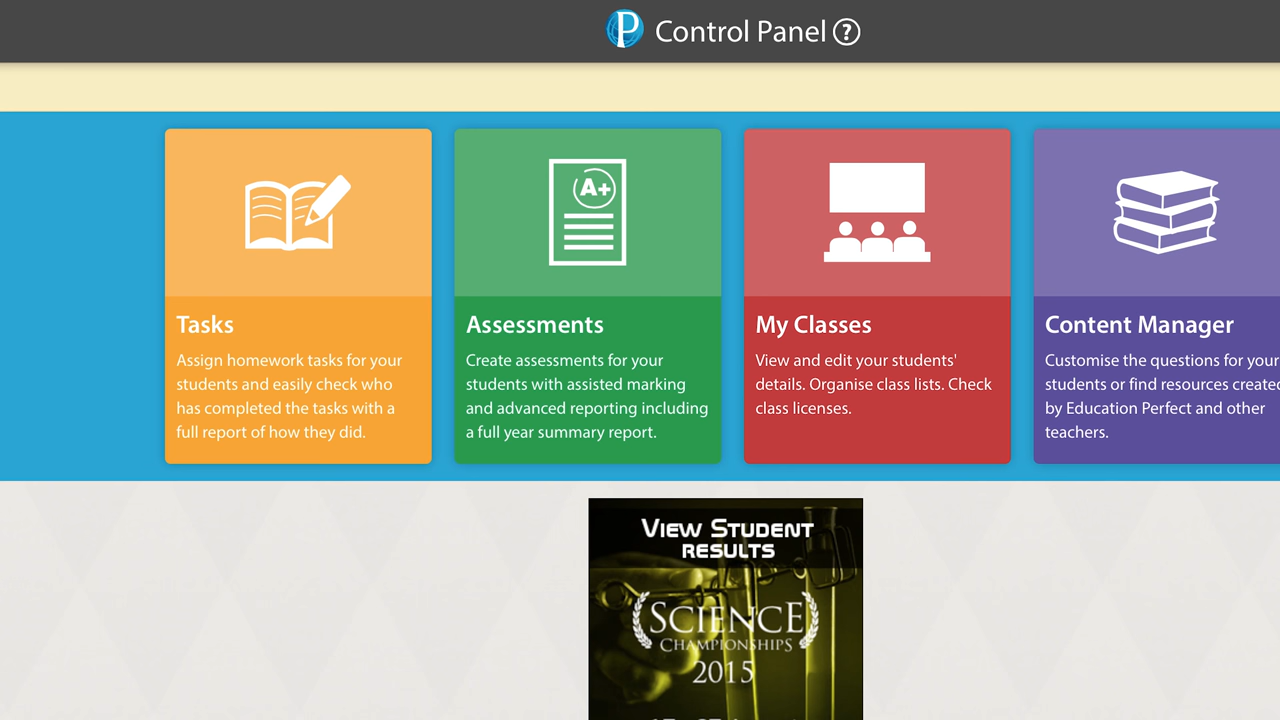 Control Panel ?
A+
Tasks
Assign homework tasks for your
students and easily check who
has completed the tasks with a
full report of how they did.
Assessments
Create assessments for your
students with assisted marking
and advanced reporting including
a full year summary report.
My Classes
View and edit your students'
details. Organise class lists. Check
class licenses.
Content Manager
Customise the questions for your
students or find resources created
by Education Perfect and other
teachers.
VIEW STUDENT
RESULTS
SCIENCE
CHAMPIONSHIPS
2015